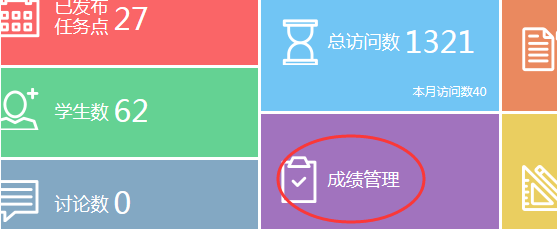 已发布
任务点 27
总访问数 1321
本月访问数40
学生数 62
成绩管理
讨论数 0